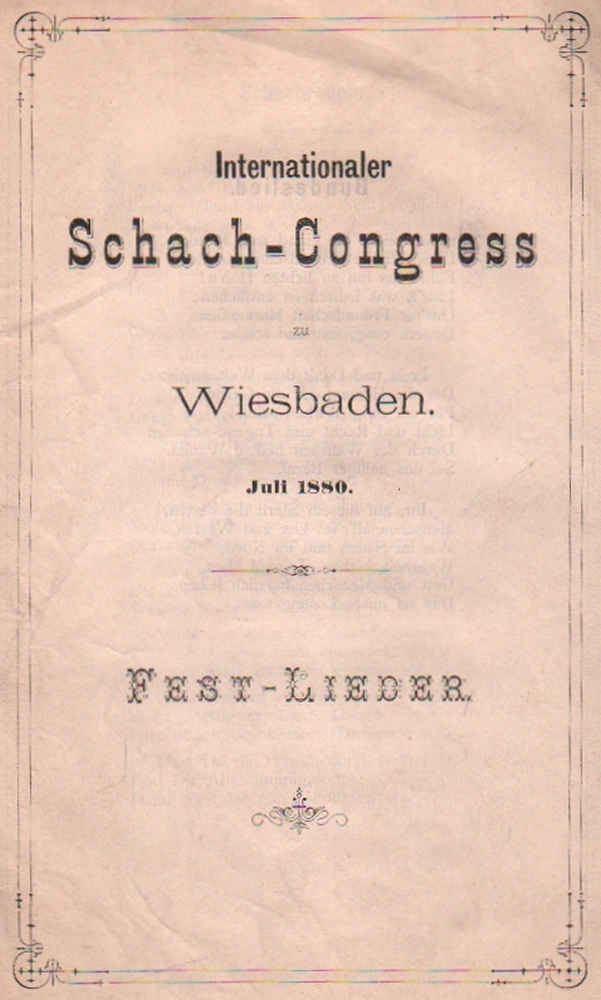 Internationaler
Schach-Congress
zu
Wiesbaden.
Juli 1880.
FEST-LIEDER.